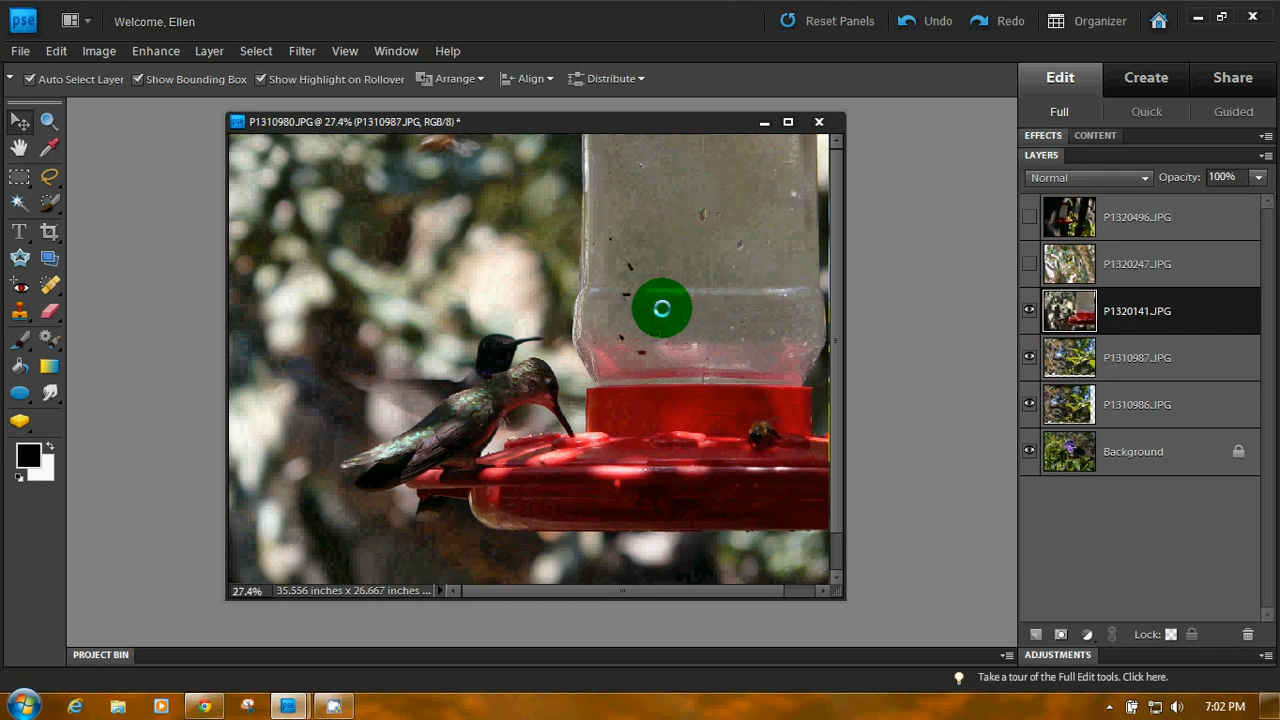 pse Welcome, Ellen Reset Panels Undo Redo Organizer
File Edit Image Enhance Layer Select Filter View Window Help
Auto Select Layer Show Bounding Box Show Highlight on Rollover Arrange Align Distribute
Edit Create Share
Full Quick Guided
P1310980.JPG @ 27.4% (P1310987.JPG, RGB/8) *
EFFECTS CONTENT
LAYERS
Normal Opacity: 100%
P1320496.JPG
P1320247.JPG
P1320141.JPG
P1310987.JPG
P1310986.JPG
Background
T
27.4% 35.556 inches x 26.667 inches ...
Lock:
PROJECT BIN ADJUSTMENTS
Take a tour of the Full Edit tools. Click here.
7:02 PM